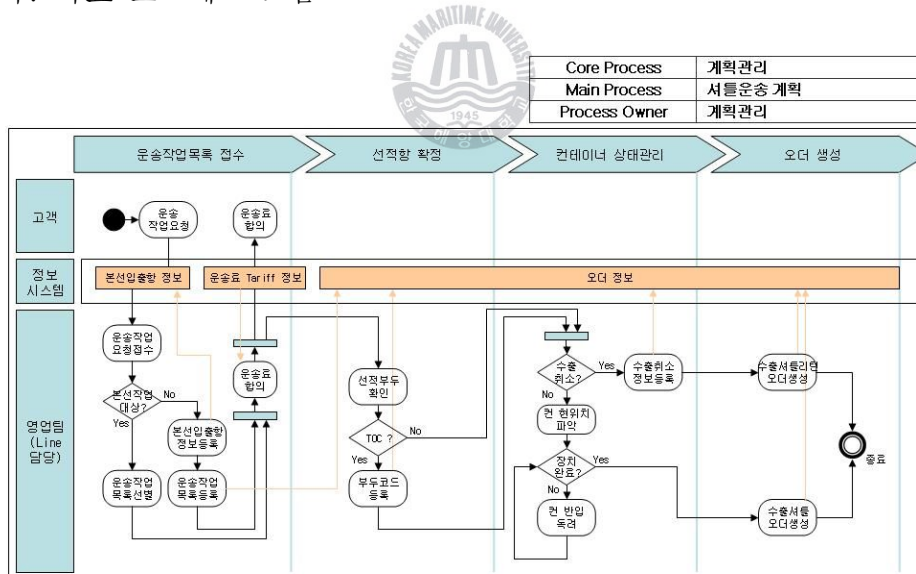 KOREA MARITIME UNIVERSITY
1945
한국해양대학교
Core Process 계획관리
Main Process 셔틀운송 계획
Process Owner 계획관리
운송작업목록 접수
선적항 확정
컨테이너 상태관리
오더 생성
고객
운송
작업요청
운송료
합의
정보
시스템
본선입출항 정보
운송료 Tariff 정보
오더 정보
영업팀
(Line
담당)
운송작업
요청접수
본선작업
대상?
No
Yes
본선입출항
정보등록
운송작업
목록선별
운송작업
목록등록
운송료
합의
선적부두
확인
TOC ?
No
Yes
부두코드
등록
수출
취소?
Yes
No
수출취소
정보등록
컨 현위치
파악
장치
완료?
Yes
No
컨 반입
독려
수출셔틀리턴
오더생성
수출셔틀
오더생성
종료